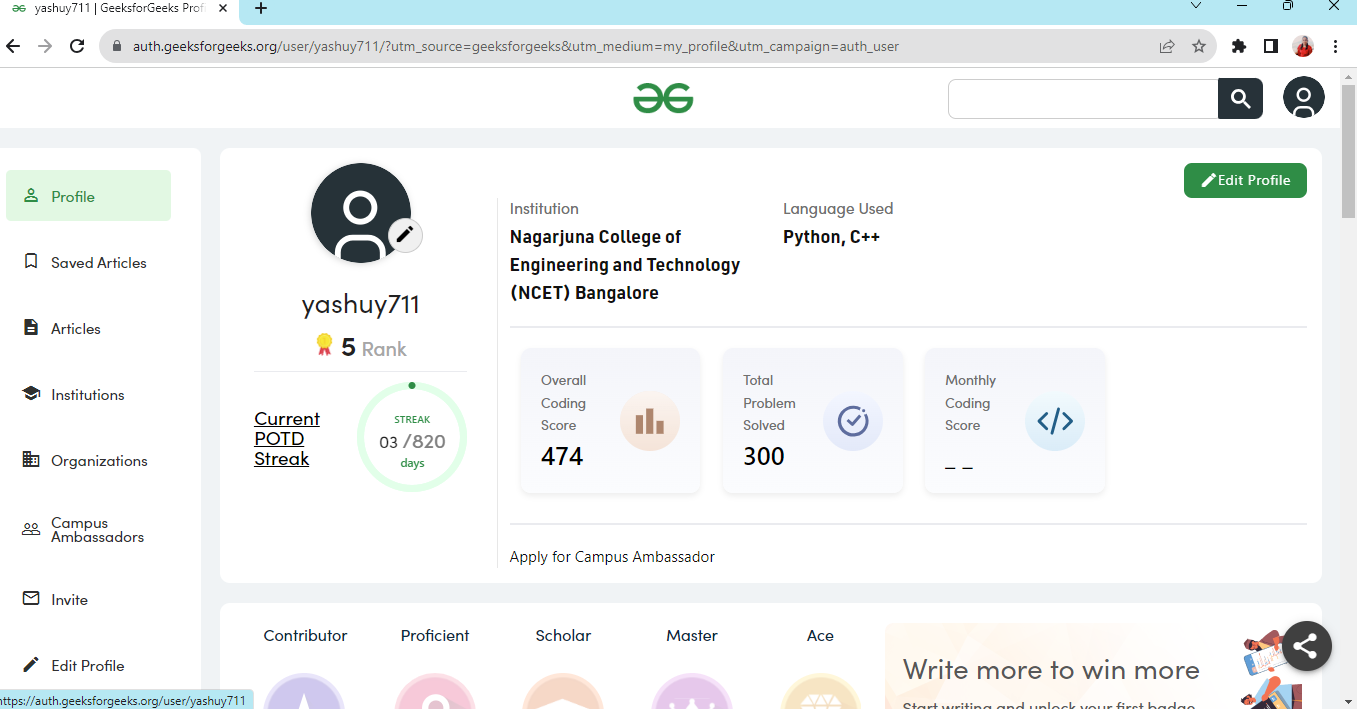 yashuy711 | GeeksforGeeks Profi
auth.geeksforgeeks.org/user/yashuy711/?utm_source=geeksforgeeks&utm_medium=my_profile&utm_campaign=auth_user
Profile
Saved Articles
Articles
Institutions
Organizations
Campus
Ambassadors
Invite
Edit Profile
https://auth.geeksforgeeks.org/user/yashuy711
yashuy711
5 Rank
Current
POTD
Streak
STREAK
03 /820
days
Edit Profile
Institution
Nagarjuna College of
Engineering and Technology
(NCET) Bangalore
Language Used
Python, C++
Overall
Coding
Score
474
Total
Problem
Solved
300
Monthly
Coding
Score
_ _
Apply for Campus Ambassador
Contributor
Proficient
Scholar
Master
Ace
Write more to win more
Start writing and unlock your first badge